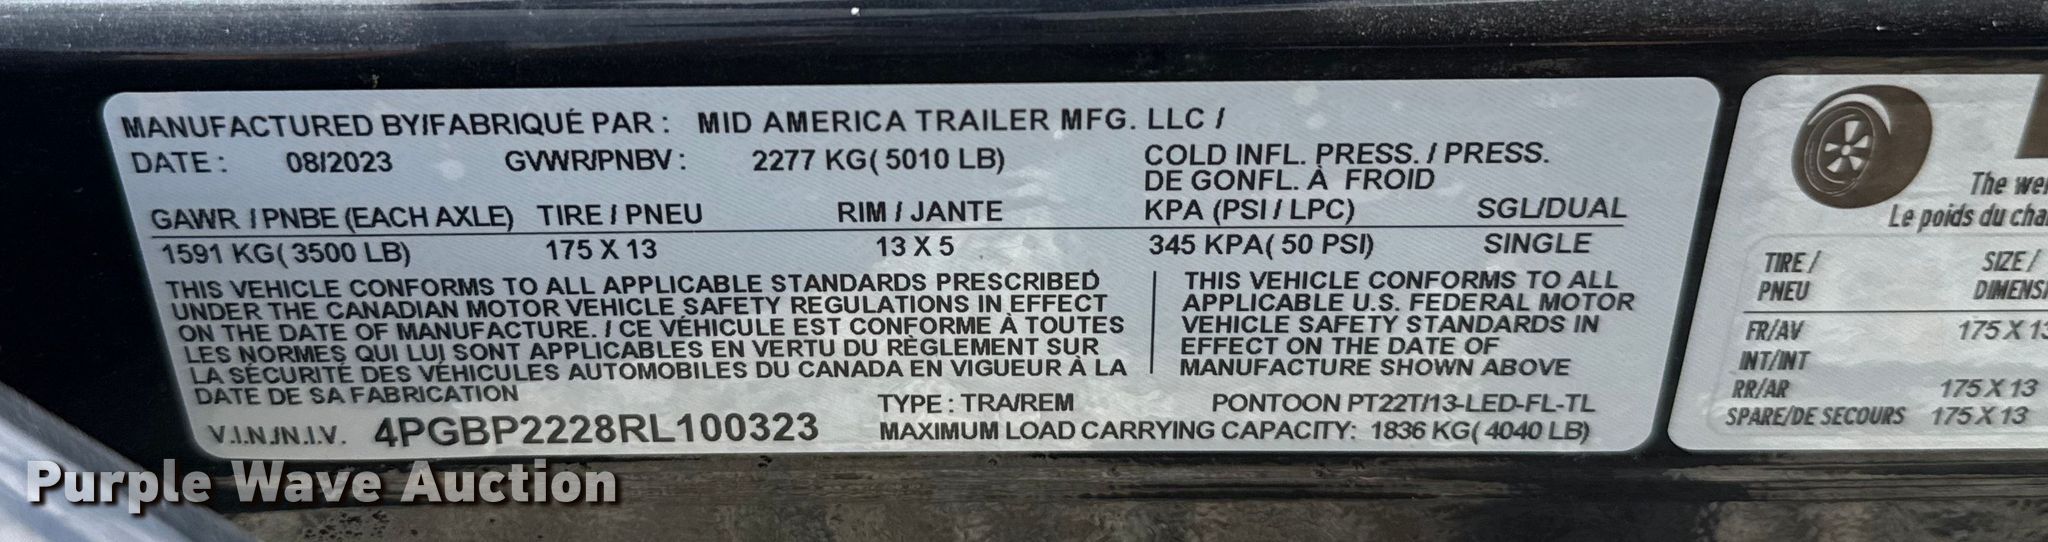 MANUFACTURED BY/FABRIQUÉ PAR : MID AMERICA TRAILER MFG. LLC /
DATE : 08/2023 GVWR/PNBV : 2277 KG( 5010 LB) COLD INFL. PRESS. / PRESS.
DE GONFL. À FROID
GAWR / PNBE (EACH AXLE) TIRE / PNEU RIM / JANTE KPA (PSI / LPC) SGL/DUAL
1591 KG( 3500 LB) 175 X 13 13 X 5 345 KPA( 50 PSI) SINGLE
THIS VEHICLE CONFORMS TO ALL APPLICABLE STANDARDS PRESCRIBED
UNDER THE CANADIAN MOTOR VEHICLE SAFETY REGULATIONS IN EFFECT
ON THE DATE OF MANUFACTURE. / CE VÉHICULE EST CONFORME À TOUTES
LES NORMES QUI LUI SONT APPLICABLES EN VERTU DU RÈGLEMENT SUR
LA SÉCURITÉ DES VÉHICULES AUTOMOBILES DU CANADA EN VIGUEUR À LA
DATE DE SA FABRICATION
THIS VEHICLE CONFORMS TO ALL
APPLICABLE U.S. FEDERAL MOTOR
VEHICLE SAFETY STANDARDS IN
EFFECT ON THE DATE OF
MANUFACTURE SHOWN ABOVE
TYPE : TRA/REM PONTOON PT22T/13-LED-FL-TL
V.I.N./N.I.V. 4PGBP2228RL100323 MAXIMUM LOAD CARRYING CAPACITY: 1836 KG( 4040 LB)
The
Le poids du
TIRE / SIZE /
PNEU
FR/AV 175 X 13
INT/INT
RR/AR 175 X 13
SPARE/DE SECOURS 175 X 13
Purple Wave Auction